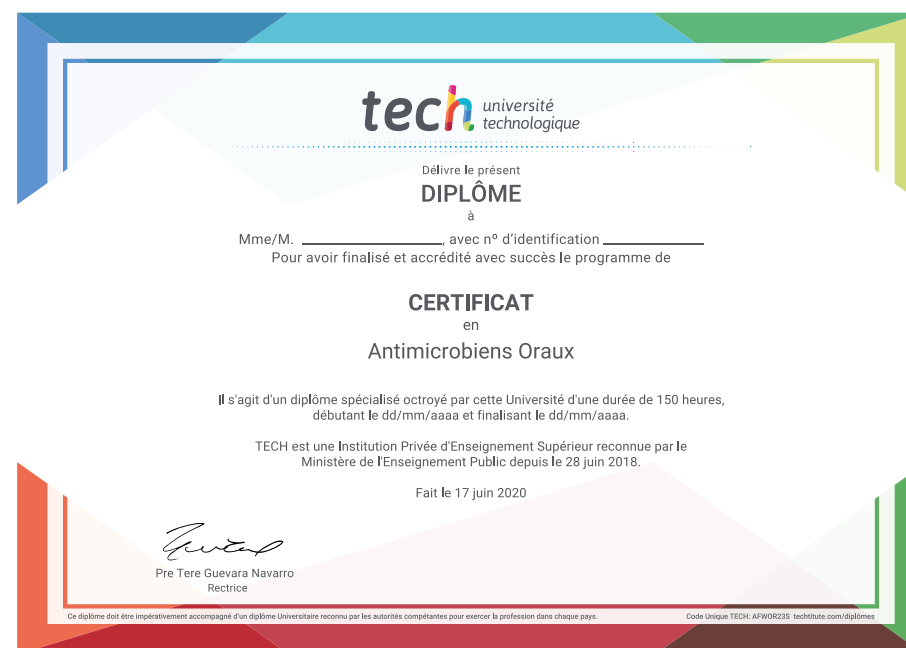 tech université
technologique
Délivre le présent
DIPLÔME
à
Mme/M. ____________________, avec nº d'identification ______________
Pour avoir finalisé et accrédité avec succès le programme de
CERTIFICAT
en
Antimicrobiens Oraux
Il s'agit d'un diplôme spécialisé octroyé par cette Université d'une durée de 150 heures,
débutant le dd/mm/aaaa et finalisant le dd/mm/aaaa.
TECH est une Institution Privée d'Enseignement Supérieur reconnue par le
Ministère de l'Enseignement Public depuis le 28 juin 2018.
Fait le 17 juin 2020
Pre Tere Guevara Navarro
Rectrice
Ce diplôme doit être impérativement accompagné d'un diplôme Universitaire reconnu par les autorités compétantes pour exercer la profession dans chaque pays.
Code Unique TECH: AFWOR23S techtitute.com/diplômes